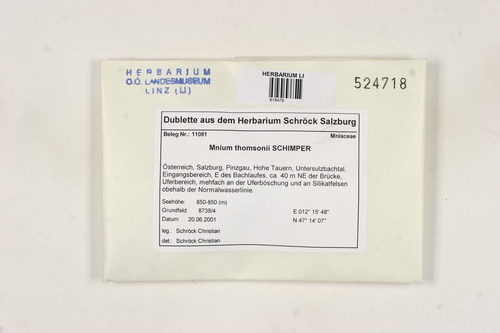 HERBARIUM
O.Ö. LANDESMUSEUM
LINZ (LI)
HERBARIUM LI
818476
524718
Dublette aus dem Herbarium Schröck Salzburg
Beleg Nr.: 11081 Mniaceae
Mnium thomsonii SCHIMPER
Österreich, Salzburg, Pinzgau, Hohe Tauern, Untersulzbachtal,
Eingangsbereich, E des Bachlaufes, ca. 40 m NE der Brücke,
Uferbereich, mehfach an der Uferböschung und an Silikatfelsen
obehalb der Normalwasserlinie.
Seehöhe: 850-850 (m)
Grundfeld: 8739/4 E 012° 15' 48"
Datum: 20.06.2001 N 47° 14' 07"
leg.: Schröck Christian
det.: Schröck Christian